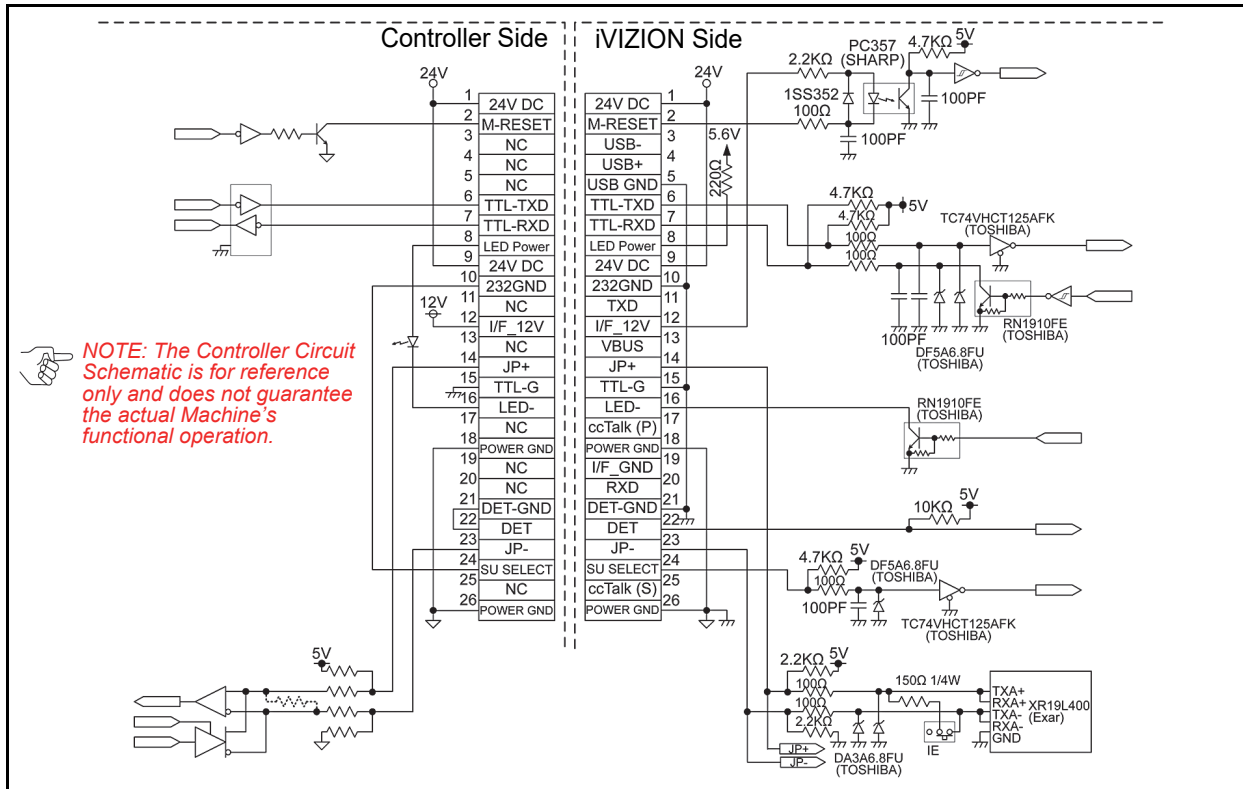 Controller Side
iVIZION Side
24V
1
24V DC
2
M-RESET
3
NC
4
NC
5
NC
6
TTL-TXD
7
TTL-RXD
8
LED Power
9
24V DC
10
232GND
11
NC
12V
12
I/F_12V
13
NC
14
JP+
15
TTL-G
16
LED-
17
NC
18
POWER GND
19
NC
20
NC
21
DET-GND
22
DET
23
JP-
24
SU SELECT
25
NC
26
POWER GND
5V
NOTE: The Controller Circuit
Schematic is for reference
only and does not guarantee
the actual Machine's
functional operation.
24V
1
24V DC
2
M-RESET
3
USB-
4
USB+
5
USB GND
6
TTL-TXD
7
TTL-RXD
8
LED Power
9
24V DC
10
232GND
11
TXD
12
I/F_12V
13
VBUS
14
JP+
15
TTL-G
16
LED-
17
ccTalk (P)
18
POWER GND
19
I/F_GND
20
RXD
21
DET-GND
22
DET
23
JP-
24
SU SELECT
25
ccTalk (S)
26
POWER GND
5.6V
220Ω
2.2KΩ
1SS352
100Ω
100PF
PC357
(SHARP)
4.7KΩ
5V
100PF
4.7KΩ
4.7KΩ
5V
100Ω
100Ω
TC74VHCT125AFK
(TOSHIBA)
100PF
DF5A6.8FU
(TOSHIBA)
RN1910FE
(TOSHIBA)
RN1910FE
(TOSHIBA)
10KΩ
5V
4.7KΩ
5V
100Ω
100PF
DF5A6.8FU
(TOSHIBA)
TC74VHCT125AFK
(TOSHIBA)
2.2KΩ
5V
100Ω
100Ω
2.2KΩ
150Ω 1/4W
IE
TXA+
RXA+
TXA-
RXA-
GND
XR19L400
(Exar)
JP+
JP-
DA3A6.8FU
(TOSHIBA)